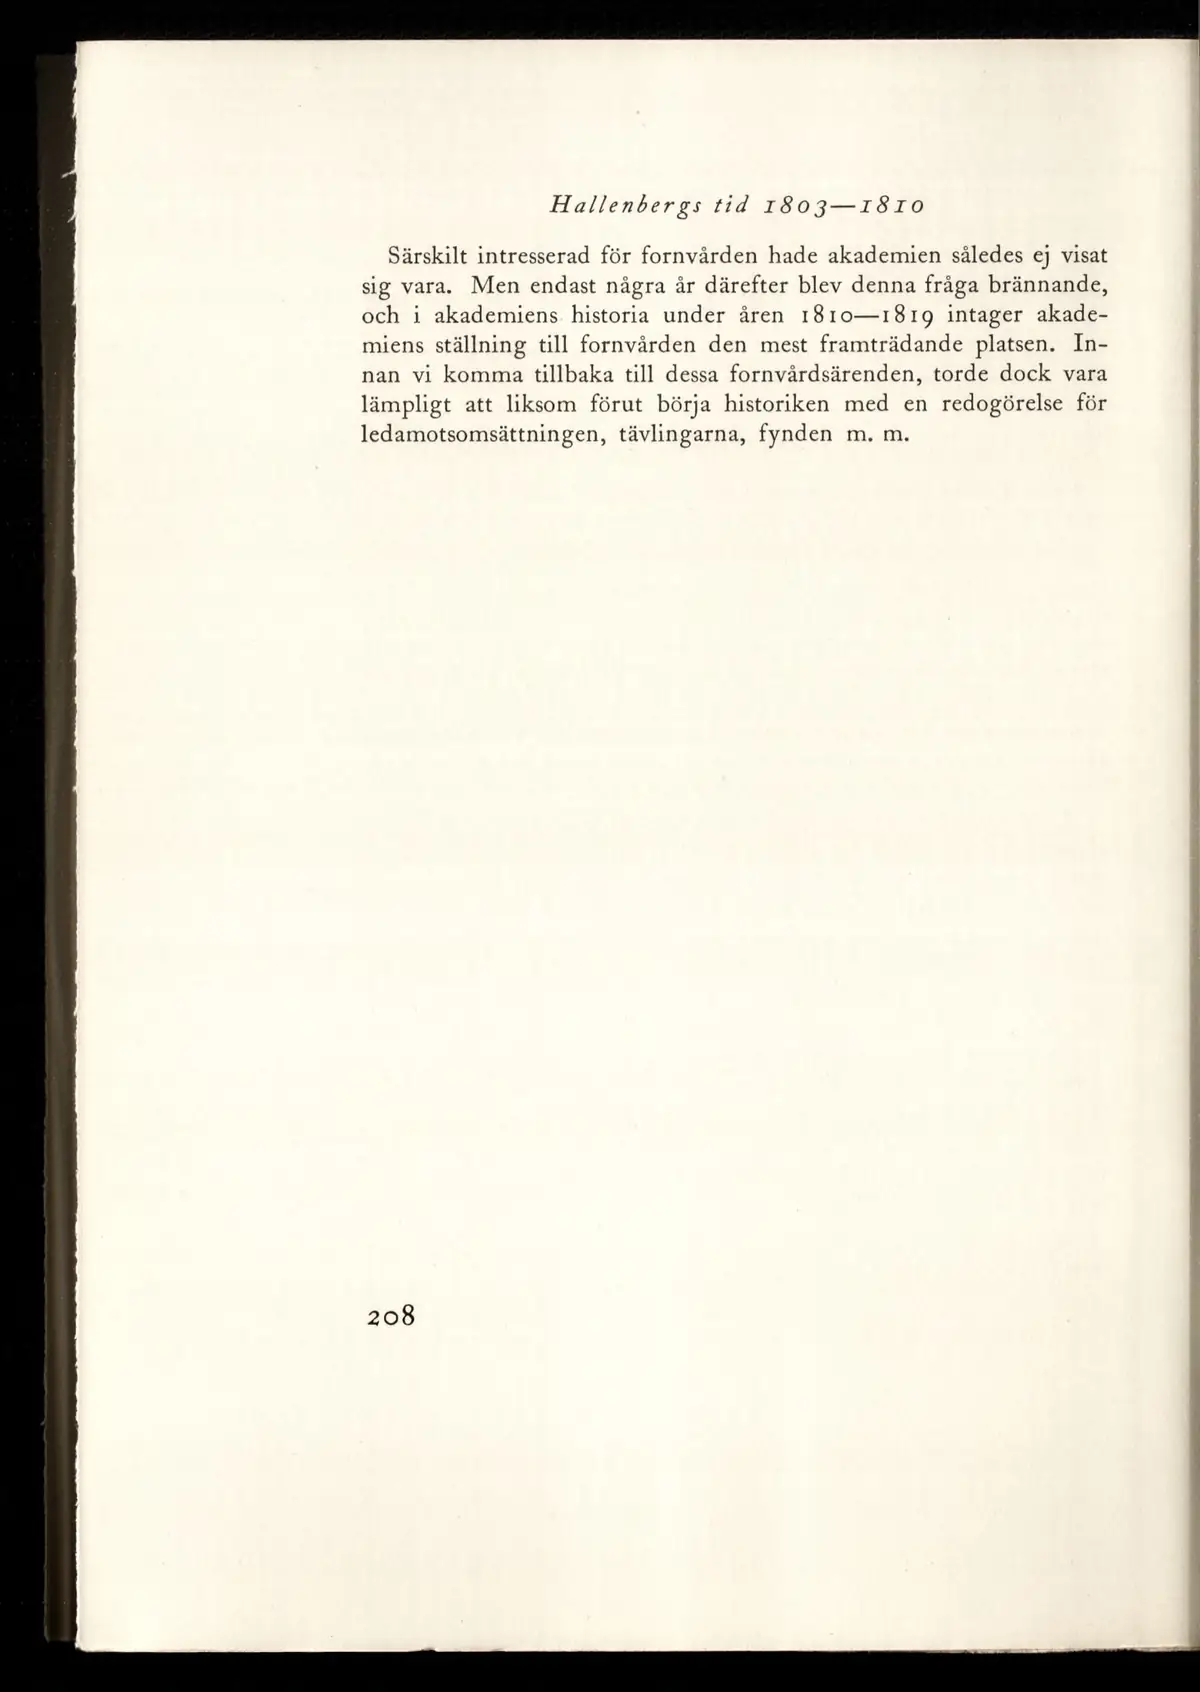 Hallenbergs tid 1803—1810
Särskilt intresserad för fornvården hade akademien således ej visat
sig vara. Men endast några år därefter blev denna fråga brännande,
och i akademiens historia under åren 1810—1819 intager akade-
miens ställning till fornvården den mest framträdande platsen. In-
nan vi komma tillbaka till dessa fornvårdsärenden, torde dock vara
lämpligt att liksom förut börja historiken med en redogörelse för
ledamotsomsättningen, tävlingarna, fynden m. m.
208